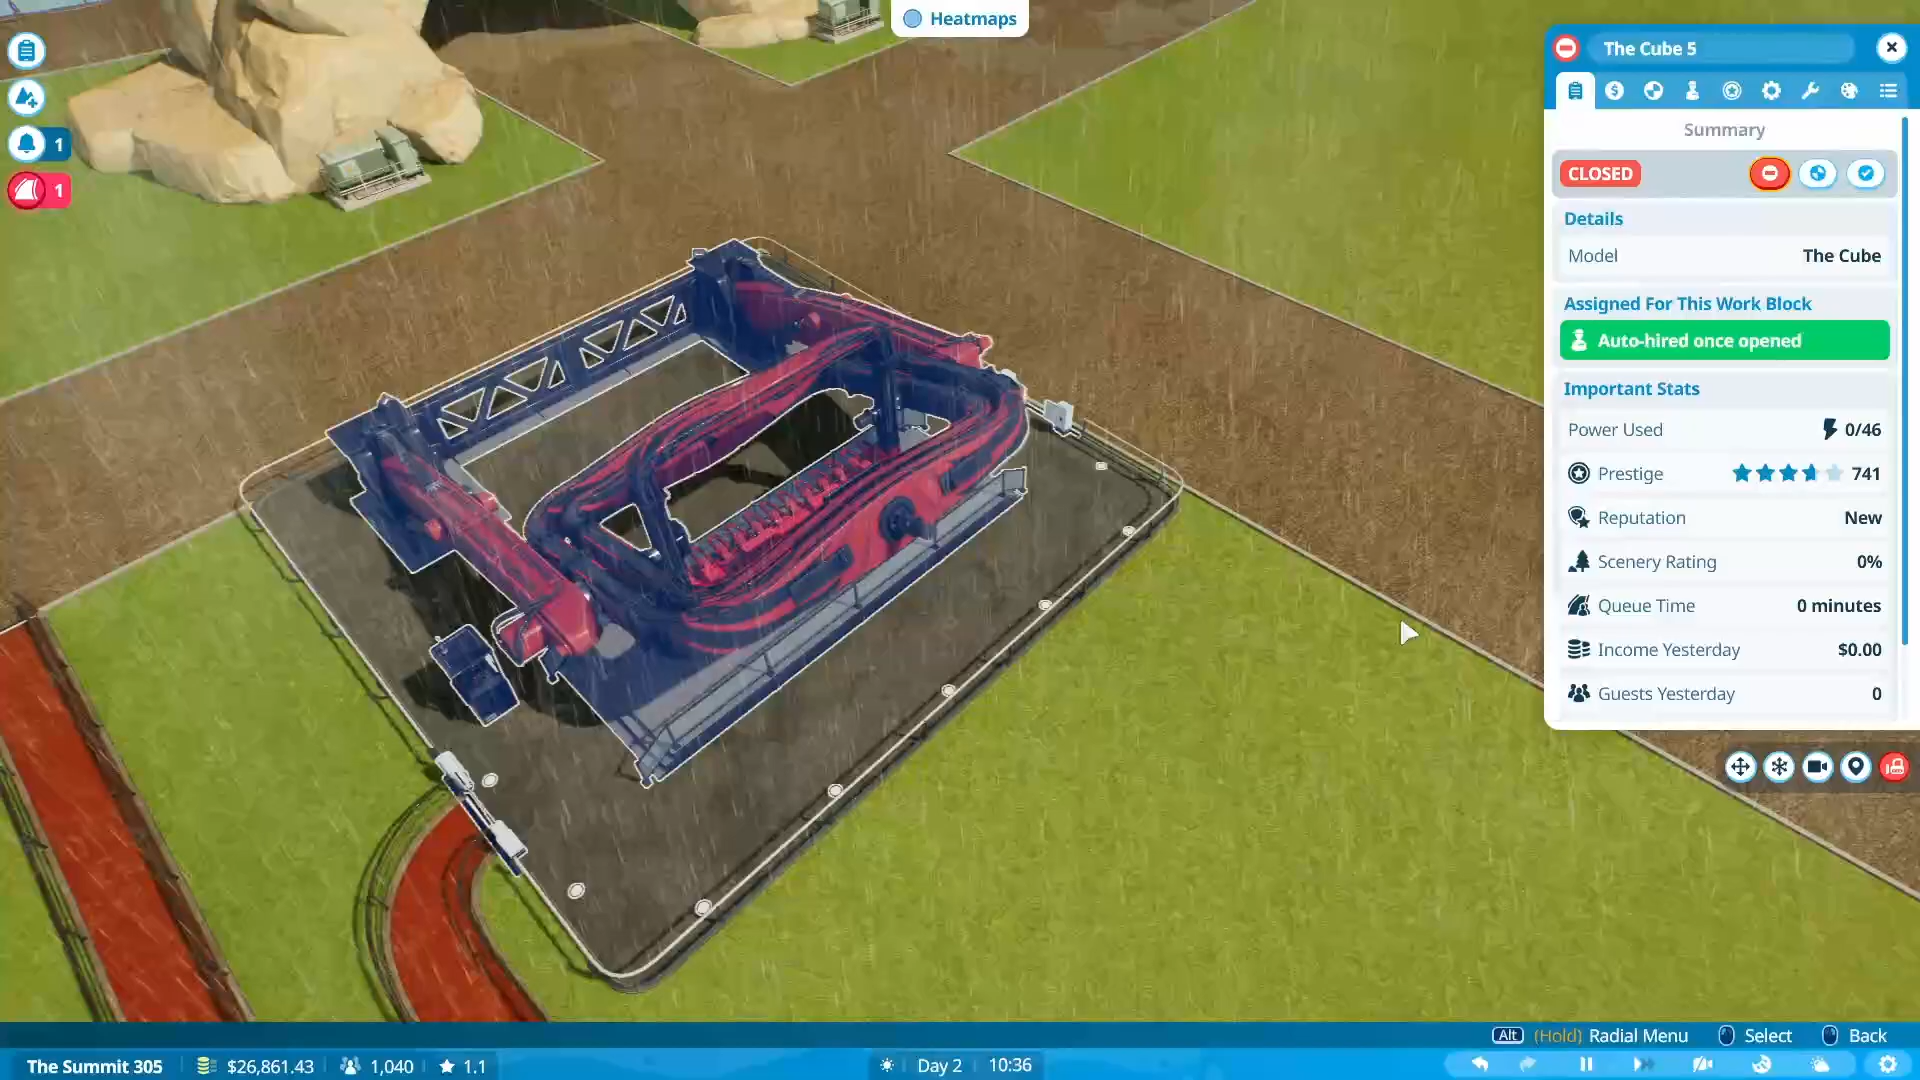 Heatmaps
1
1
The Cube 5
Summary
CLOSED
Details
Model The Cube
Assigned For This Work Block
Auto-hired once opened
Important Stats
Power Used 0/46
Prestige 741
Reputation New
Scenery Rating 0%
Queue Time 0 minutes
Income Yesterday $0.00
Guests Yesterday 0
Alt (Hold) Radial Menu Select Back
The Summit 305 $26,861.43 1,040 1.1 Day 2 10:36